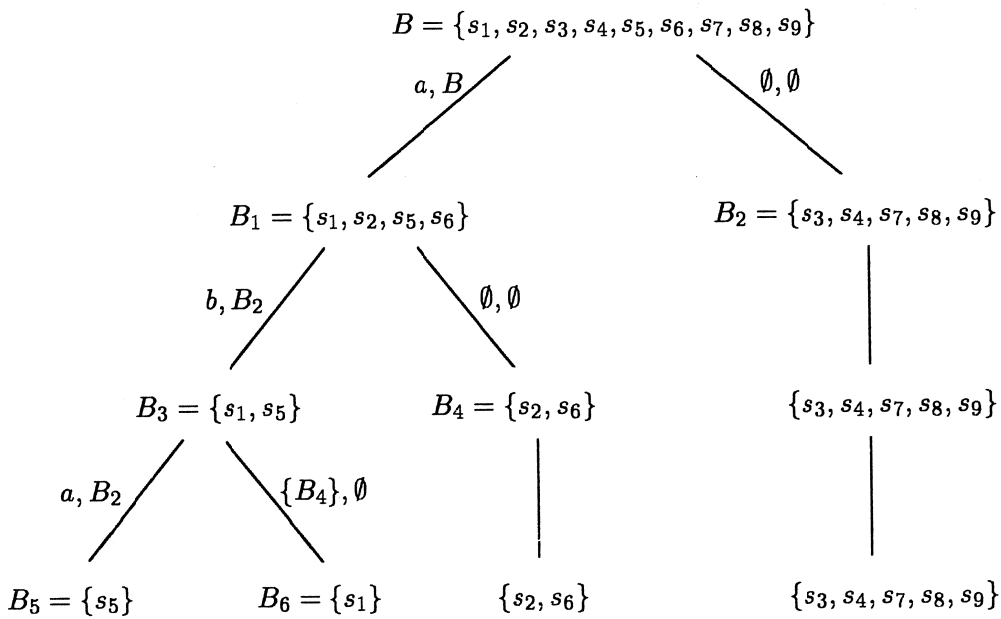 B = {s₁, s₂, s₃, s₄, s₅, s₆, s₇, s₈, s₉}
a, B ∅, ∅
B₁ = {s₁, s₂, s₅, s₆} B₂ = {s₃, s₄, s₇, s₈, s₉}
b, B₂ ∅, ∅
B₃ = {s₁, s₅} B₄ = {s₂, s₆} {s₃, s₄, s₇, s₈, s₉}
a, B₂ {B₄}, ∅
B₅ = {s₅} B₆ = {s₁} {s₂, s₆} {s₃, s₄, s₇, s₈, s₉}